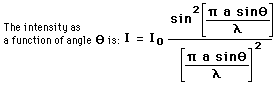 The intensity as
a function of angle θ is: I = I₀ sin²[π a sinθ / λ] / [π a sinθ / λ]²